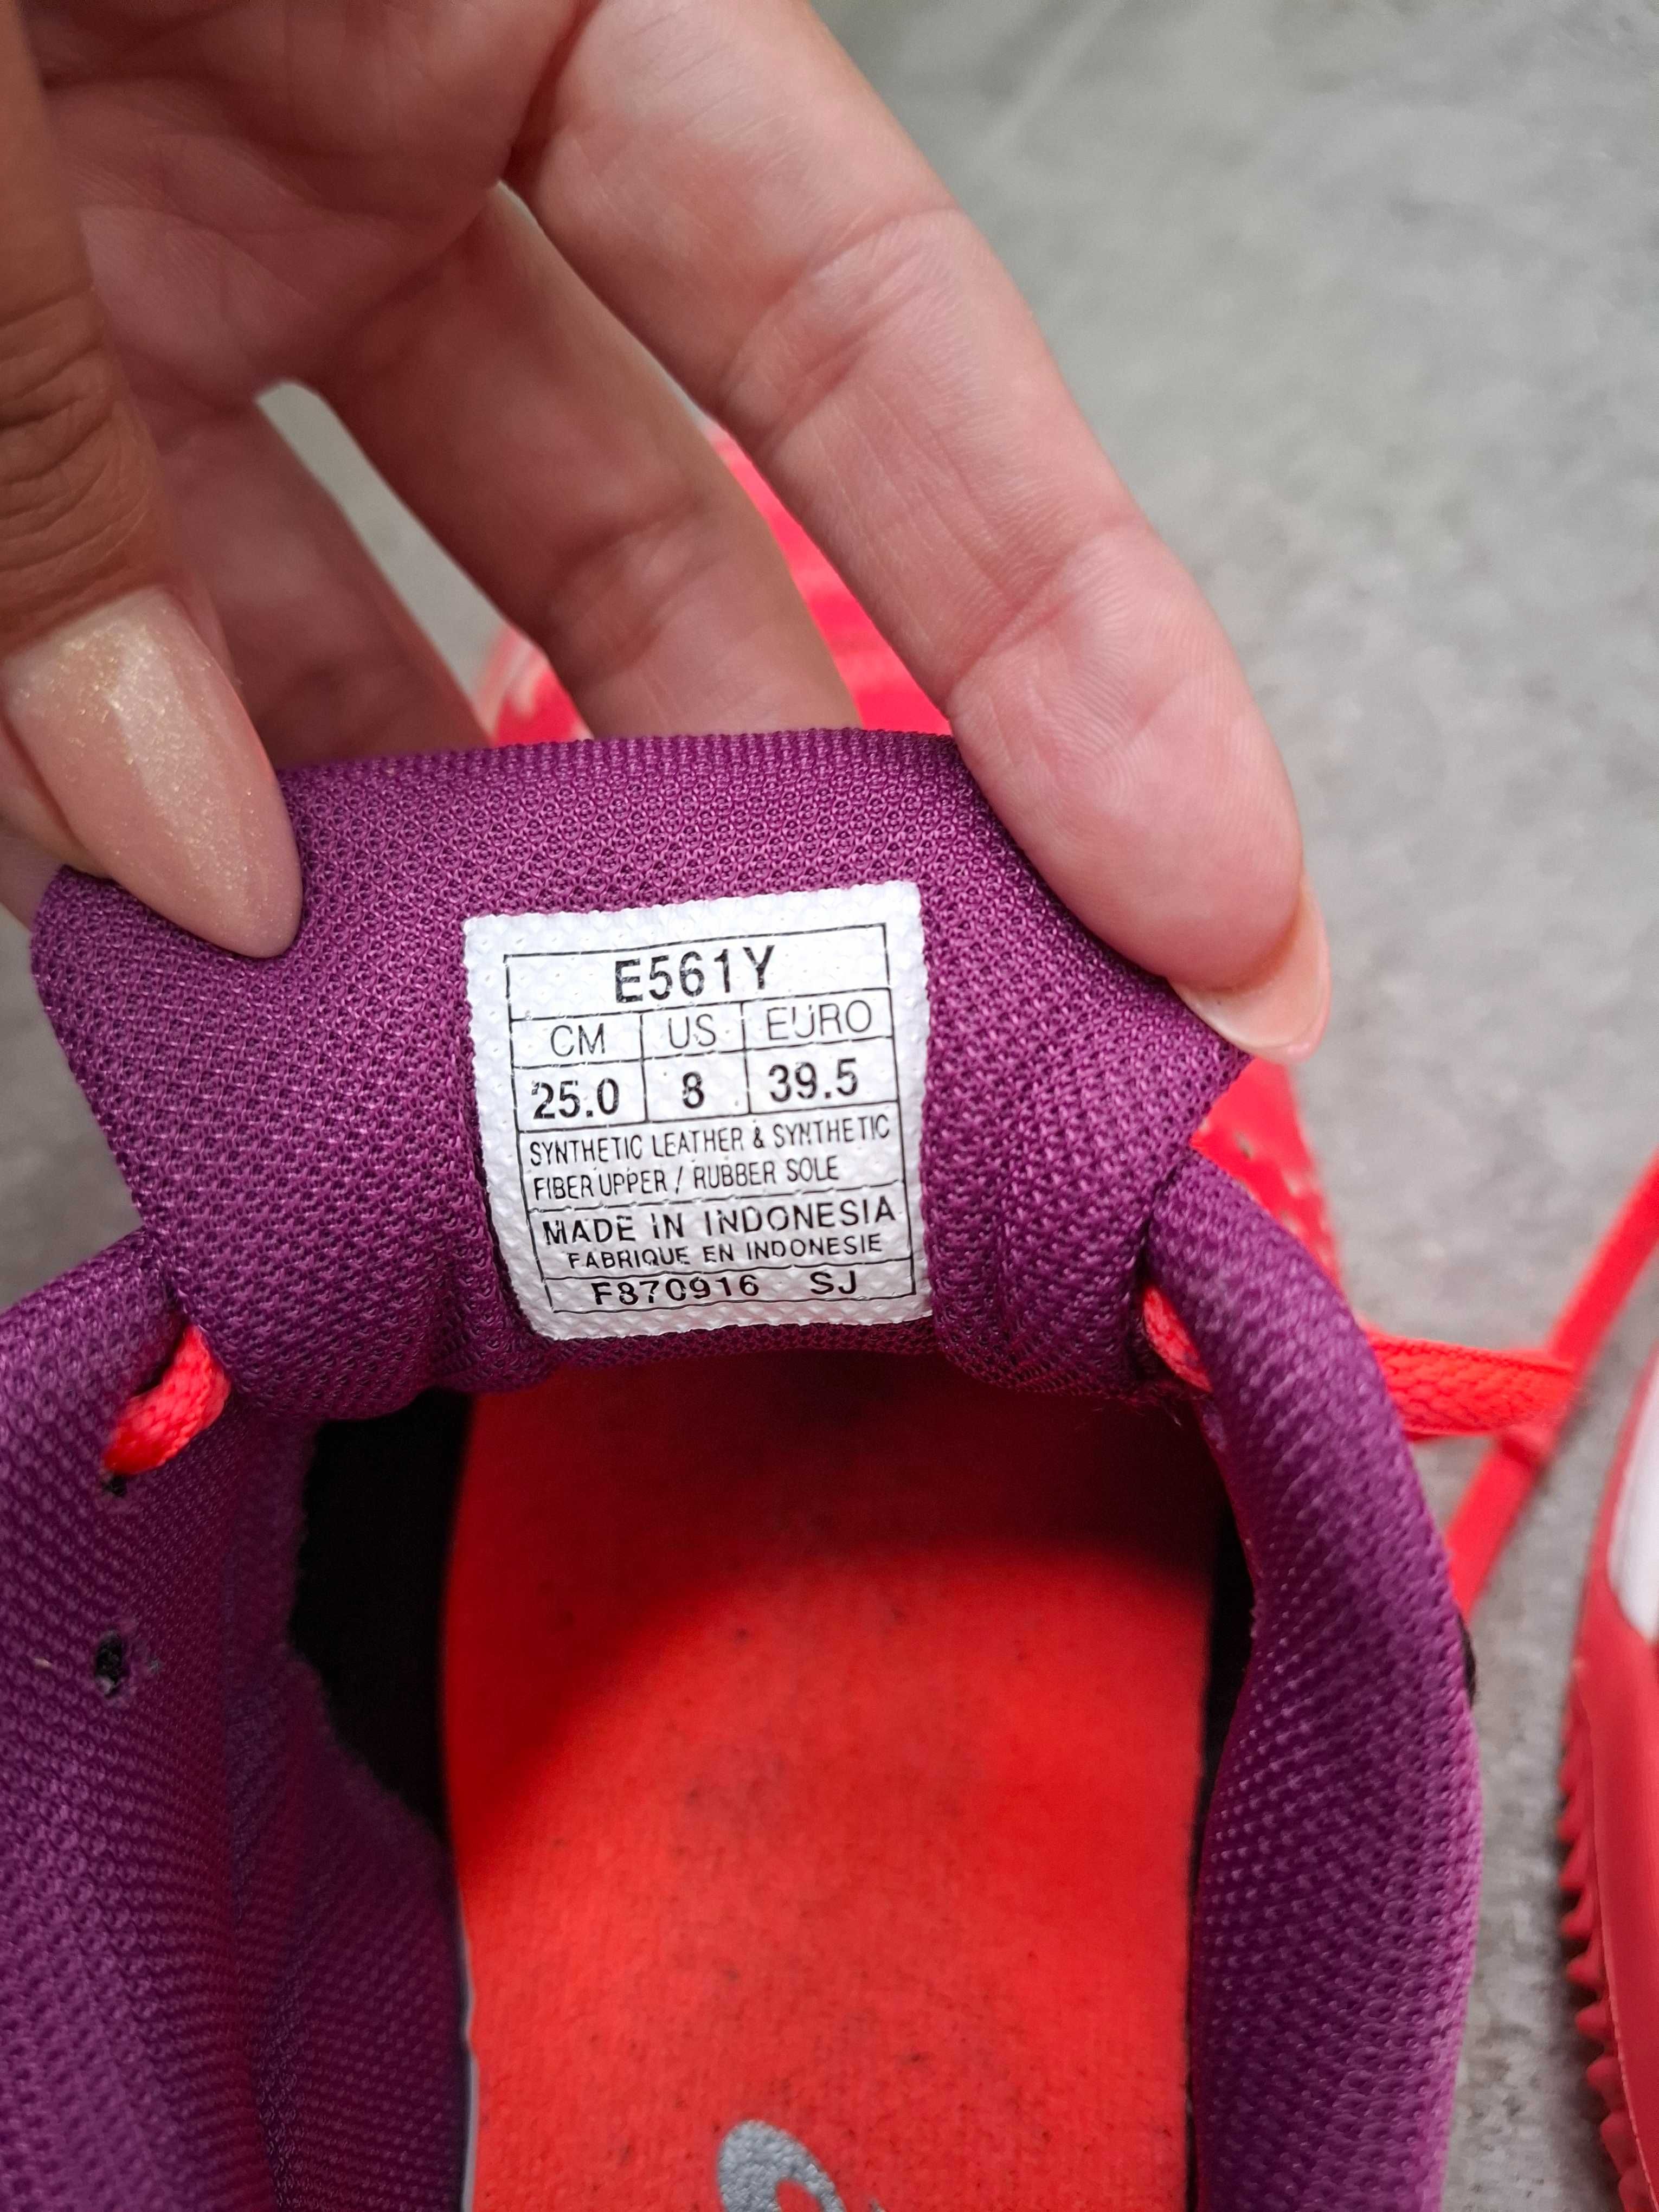 E561Y
CM US EURO
25.0 8 39.5
SYNTHETIC LEATHER & SYNTHETIC
FIBER UPPER / RUBBER SOLE
MADE IN INDONESIA
FABRIQUE EN INDONESIE
F870916 SJ